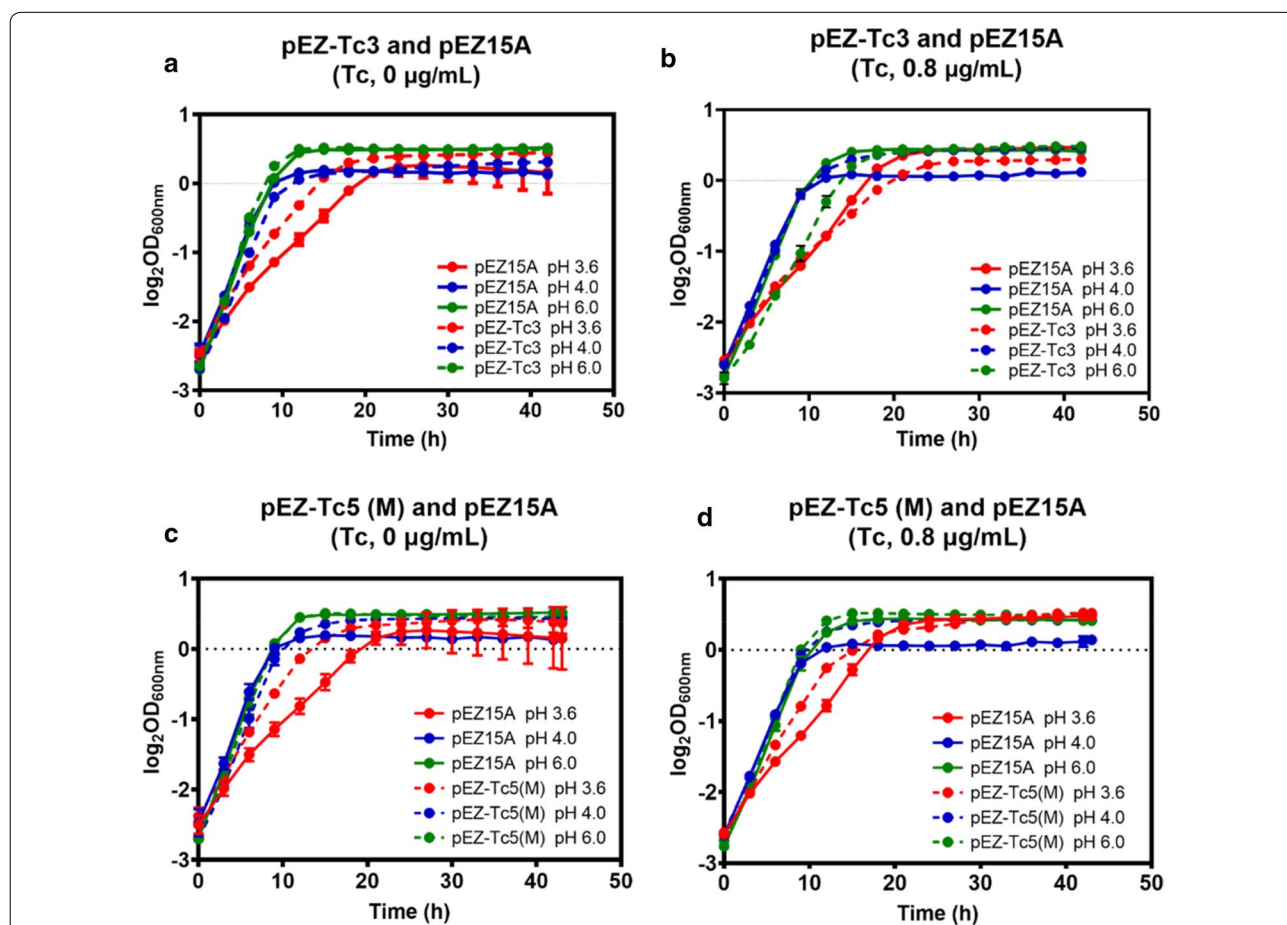 a
pEZ-Tc3 and pEZ15A
(Tc, 0 µg/mL)
log2OD600nm
1
0
-1
-2
-3
pEZ15A pH 3.6
pEZ15A pH 4.0
pEZ15A pH 6.0
pEZ-Tc3 pH 3.6
pEZ-Tc3 pH 4.0
pEZ-Tc3 pH 6.0
0 10 20 30 40 50
Time (h)
b
pEZ-Tc3 and pEZ15A
(Tc, 0.8 µg/mL)
log2OD600nm
1
0
-1
-2
-3
pEZ15A pH 3.6
pEZ15A pH 4.0
pEZ15A pH 6.0
pEZ-Tc3 pH 3.6
pEZ-Tc3 pH 4.0
pEZ-Tc3 pH 6.0
0 10 20 30 40 50
Time (h)
c
pEZ-Tc5 (M) and pEZ15A
(Tc, 0 µg/mL)
log2OD600nm
1
0
-1
-2
-3
pEZ15A pH 3.6
pEZ15A pH 4.0
pEZ15A pH 6.0
pEZ-Tc5(M) pH 3.6
pEZ-Tc5(M) pH 4.0
pEZ-Tc5(M) pH 6.0
0 10 20 30 40 50
Time (h)
d
pEZ-Tc5 (M) and pEZ15A
(Tc, 0.8 µg/mL)
log2OD600nm
1
0
-1
-2
-3
pEZ15A pH 3.6
pEZ15A pH 4.0
pEZ15A pH 6.0
pEZ-Tc5(M) pH 3.6
pEZ-Tc5(M) pH 4.0
pEZ-Tc5(M) pH 6.0
0 10 20 30 40 50
Time (h)